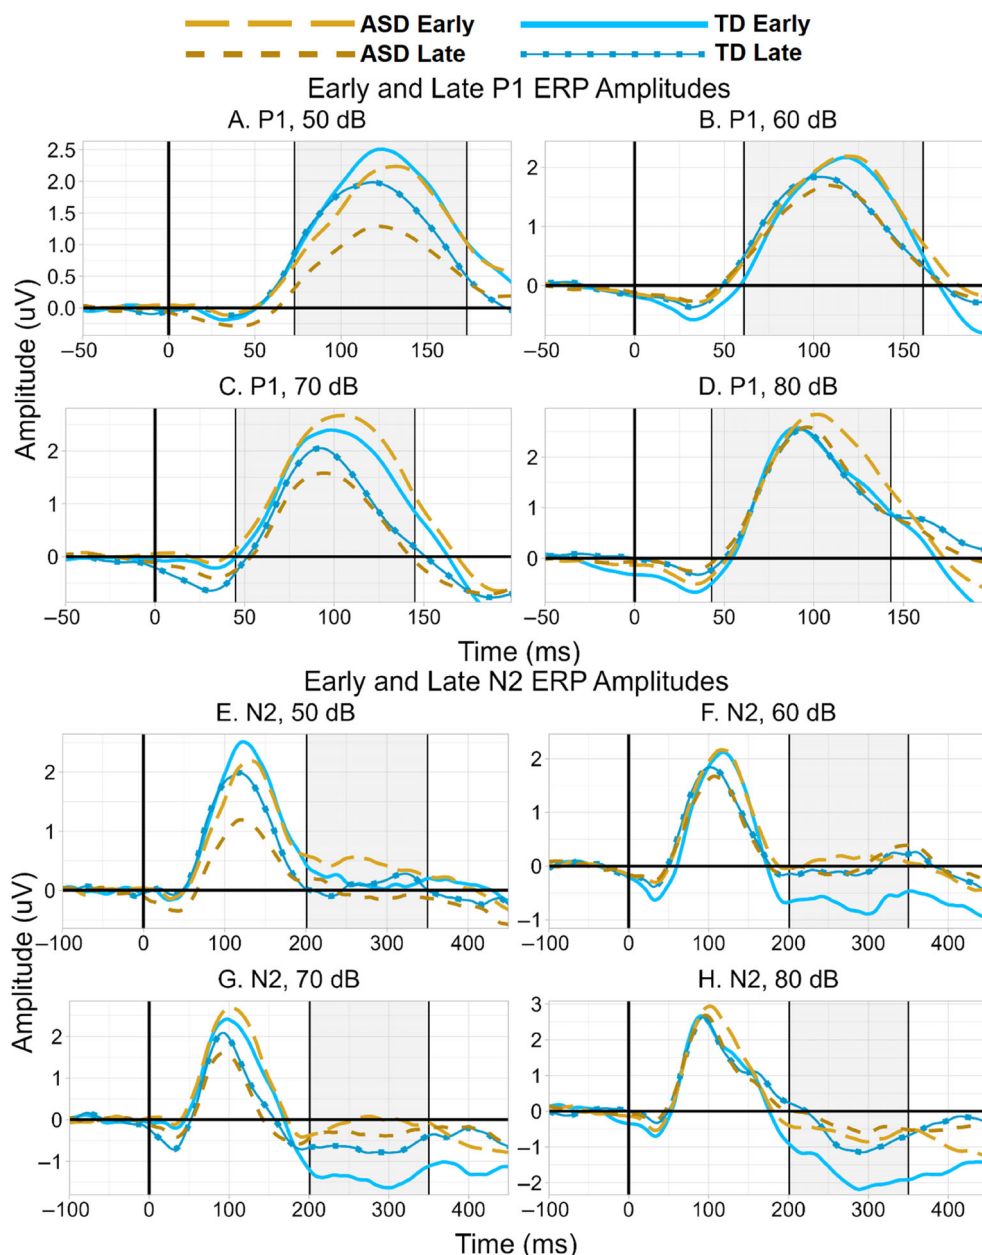 ASD Early TD Early
ASD Late TD Late
Early and Late P1 ERP Amplitudes
A. P1, 50 dB B. P1, 60 dB
2.5
2.0
1.5
1.0
0.5
0.0
–50 0 50 100 150
2
1
0
–50 0 50 100 150
C. P1, 70 dB D. P1, 80 dB
2
1
0
–50 0 50 100 150
2
1
0
–50 0 50 100 150
Amplitude (uV)
Time (ms)
Early and Late N2 ERP Amplitudes
E. N2, 50 dB F. N2, 60 dB
2
1
0
–100 0 100 200 300 400
2
1
0
–1
–100 0 100 200 300 400
G. N2, 70 dB H. N2, 80 dB
2
1
0
–1
–100 0 100 200 300 400
3
2
1
0
–1
–2
–100 0 100 200 300 400
Amplitude (uV)
Time (ms)